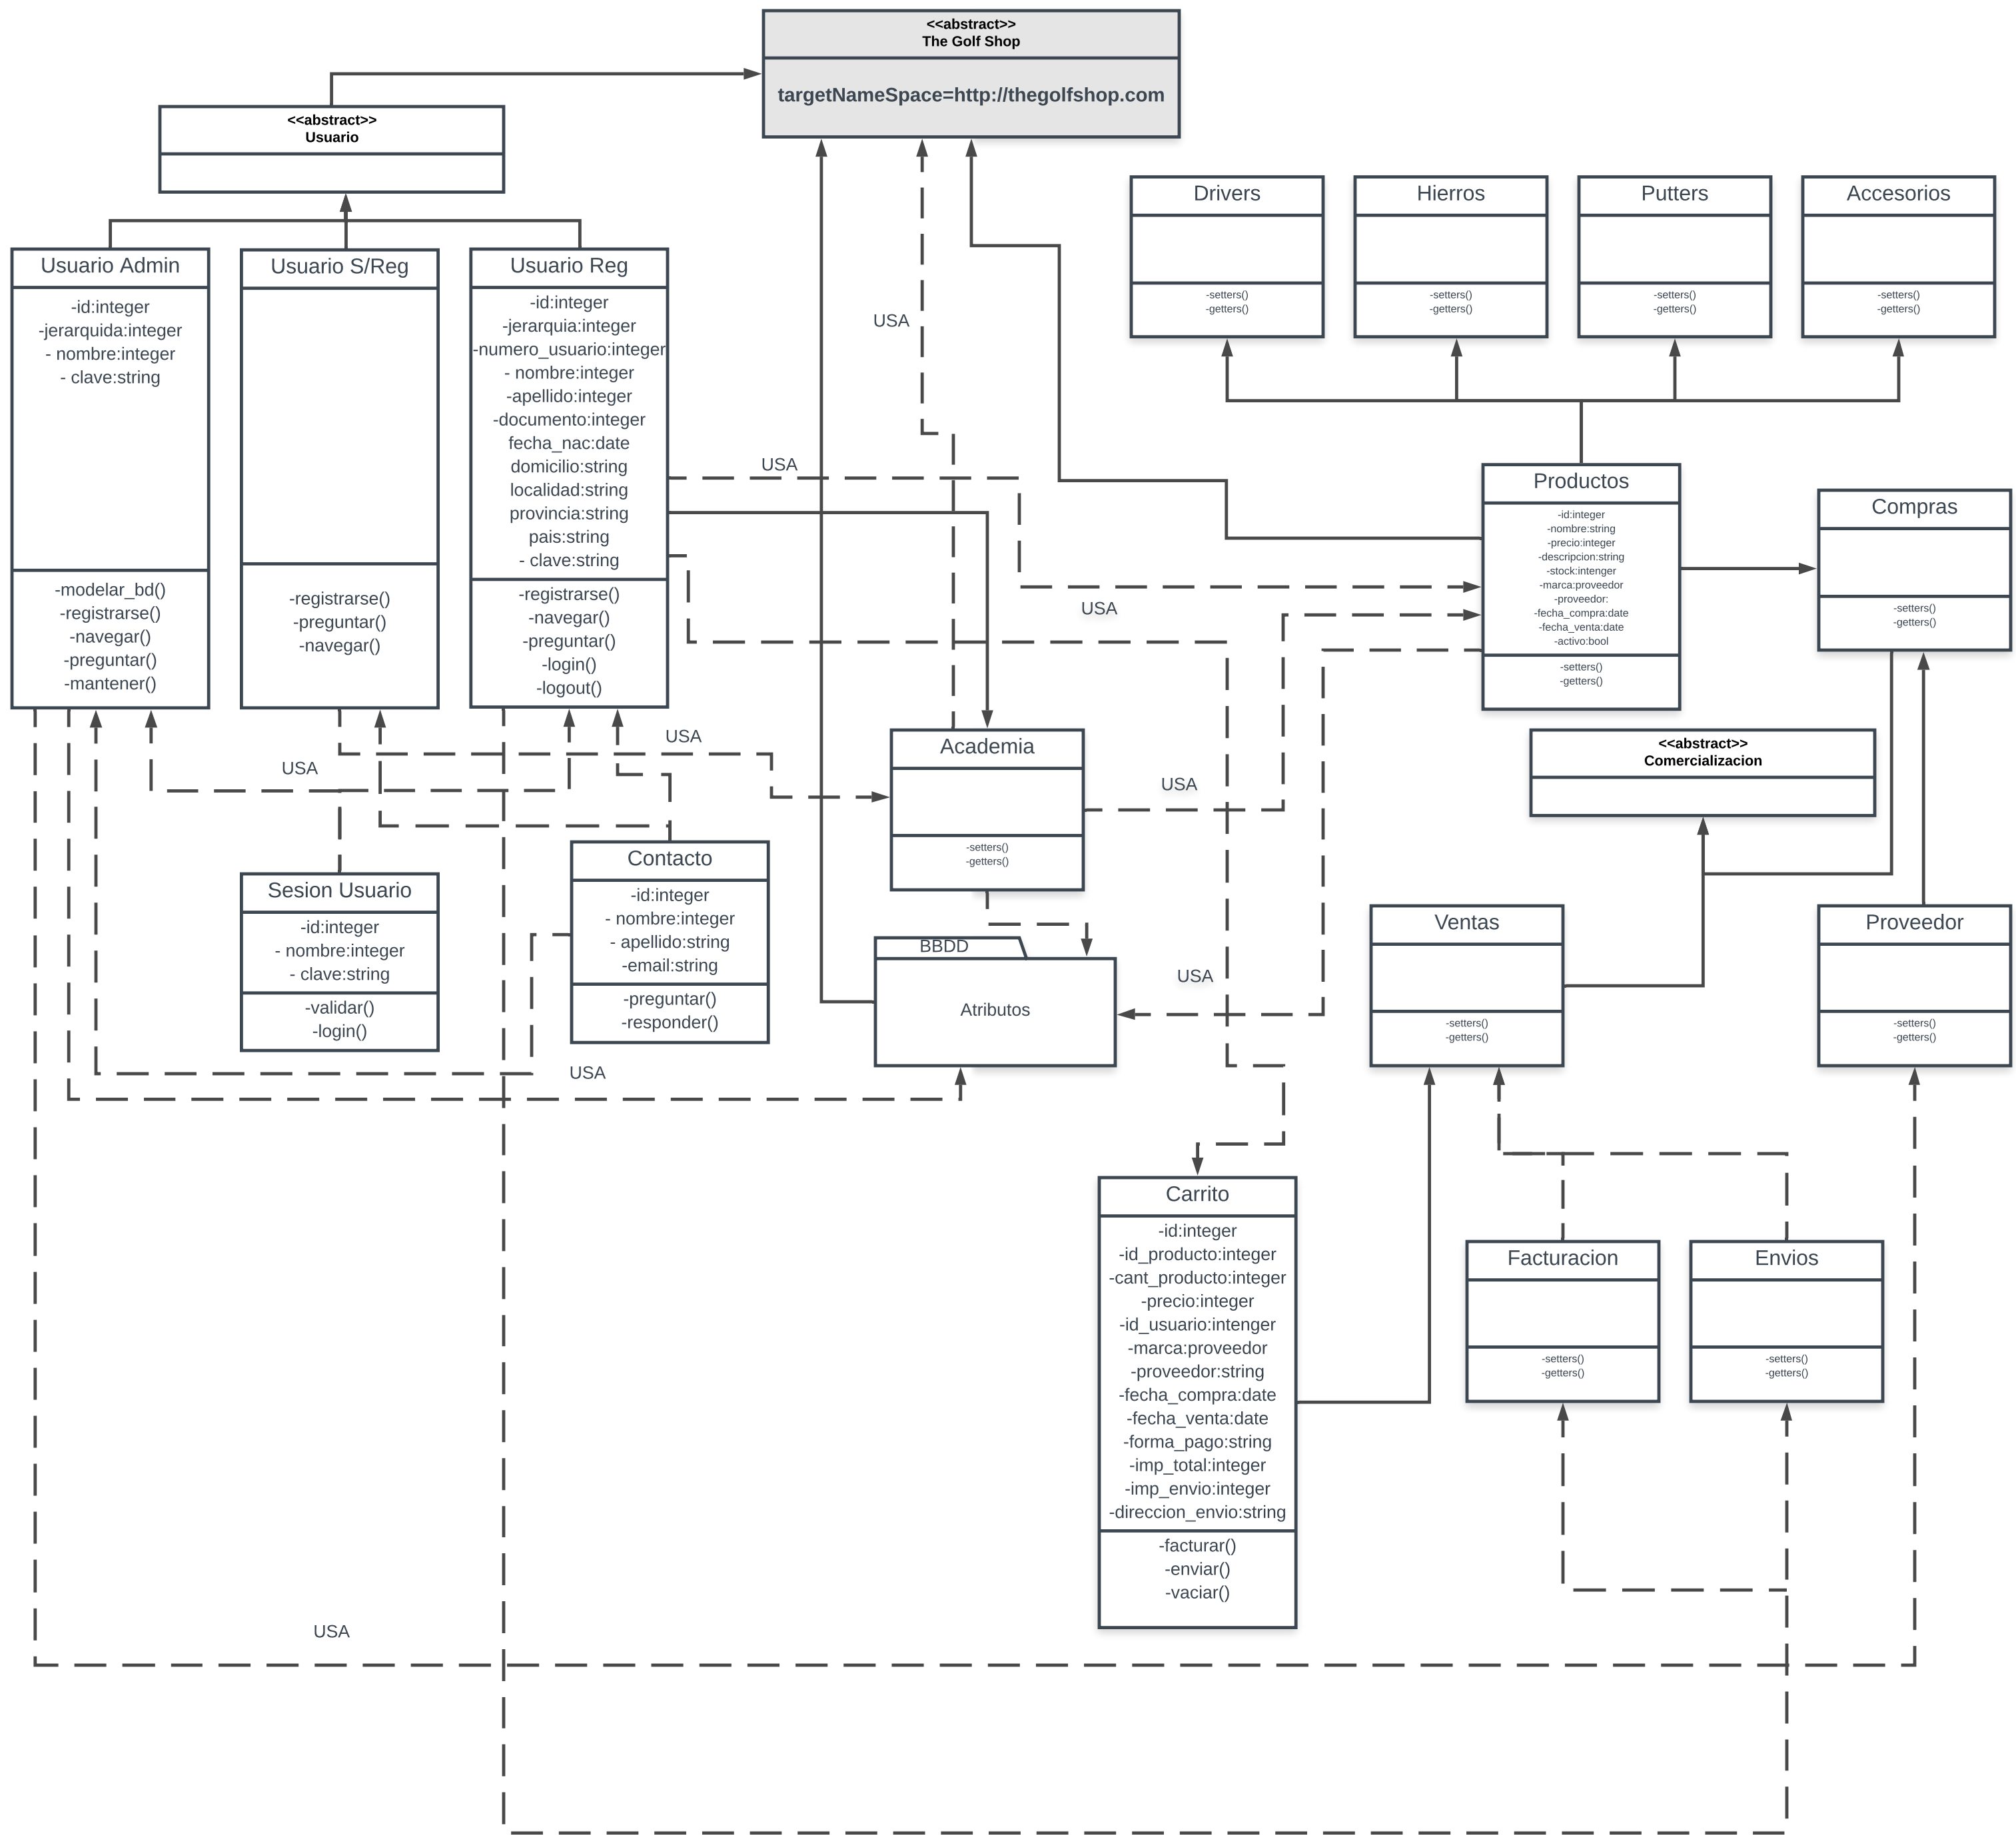 <<abstract>>
The Golf Shop
targetNameSpace=http://thegolfshop.com
<<abstract>>
Usuario
Drivers
-setters()
-getters()
Hierros
-setters()
-getters()
Putters
-setters()
-getters()
Accesorios
-setters()
-getters()
Usuario Admin
-id:integer
-jerarquida:integer
- nombre:integer
- clave:string
-modelar_bd()
-registrarse()
-navegar()
-preguntar()
-mantener()
Usuario S/Reg
-registrarse()
-preguntar()
-navegar()
Usuario Reg
-id:integer
-jerarquia:integer
-numero_usuario:integer
- nombre:integer
-apellido:integer
-documento:integer
fecha_nac:date
domicilio:string
localidad:string
provincia:string
pais:string
- clave:string
-registrarse()
-navegar()
-preguntar()
-login()
-logout()
USA
USA
USA
Productos
-id:integer
-nombre:string
-precio:integer
-descripcion:string
-stock:intenger
-marca:proveedor
-proveedor:
-fecha_compra:date
-fecha_venta:date
-activo:bool
-setters()
-getters()
Compras
-setters()
-getters()
USA
USA
Academia
-setters()
-getters()
USA
<<abstract>>
Comercializacion
Sesion Usuario
-id:integer
- nombre:integer
- clave:string
-validar()
-login()
Contacto
-id:integer
- nombre:integer
- apellido:string
-email:string
-preguntar()
-responder()
USA
BBDD
Atributos
USA
Ventas
-setters()
-getters()
Proveedor
-setters()
-getters()
Carrito
-id:integer
-id_producto:integer
-cant_producto:integer
-precio:integer
-id_usuario:intenger
-marca:proveedor
-proveedor:string
-fecha_compra:date
-fecha_venta:date
-forma_pago:string
-imp_total:integer
-imp_envio:integer
-direccion_envio:string
-facturar()
-enviar()
-vaciar()
Facturacion
-setters()
-getters()
Envios
-setters()
-getters()
USA